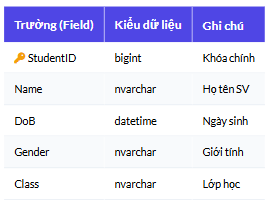 Trường (Field) Kiểu dữ liệu Ghi chú
StudentID bigint Khóa chính
Name nvarchar Họ tên SV
DoB datetime Ngày sinh
Gender nvarchar Giới tính
Class nvarchar Lớp học